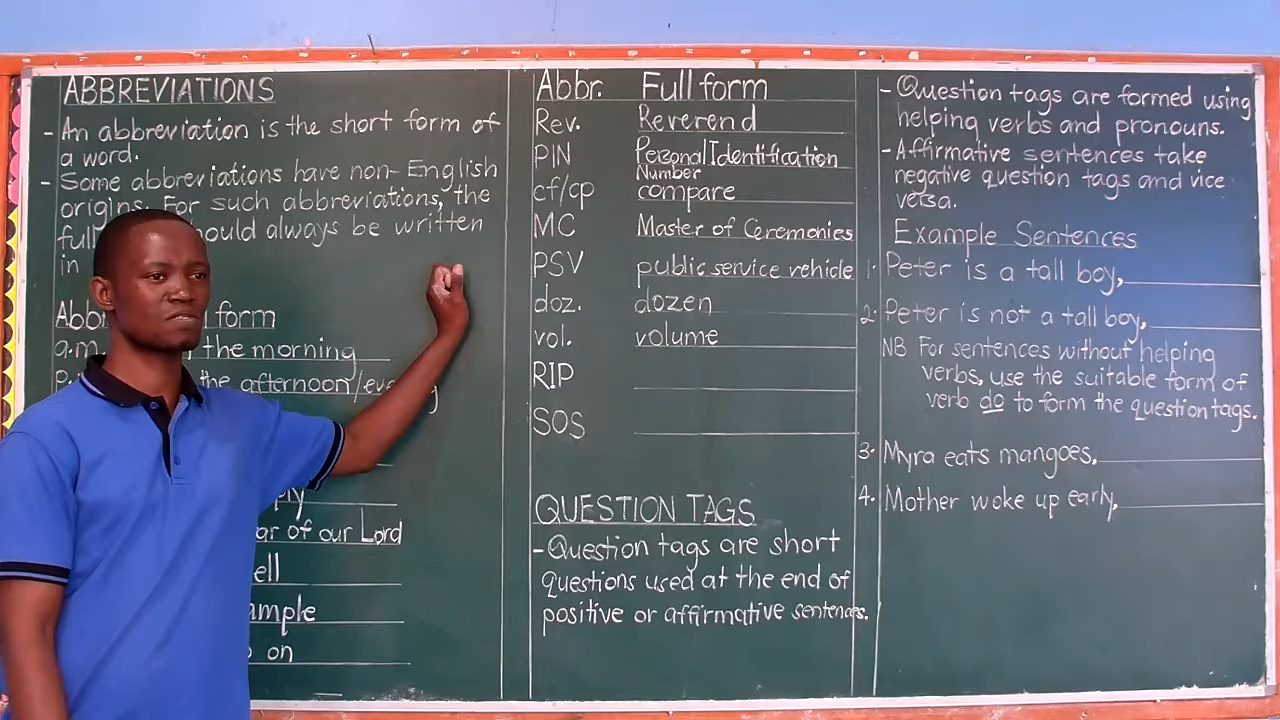 ABBREVIATIONS
- An abbreviation is the short form of
a word.
- Some abbreviations have non-English
origins. For such abbreviations, the
full should always be written
in
form
the morning
the afternoon/evening
of our Lord
on
Abbr. Full form
Rev. Reverend
PIN Personal Identification
Number
cf/cp compare
MC Master of Ceremonies
PSV public service vehicle
doz. dozen
vol. volume
RIP
SOS
QUESTION TAGS
- Question tags are short
questions used at the end of
positive or affirmative sentences.
- Question tags are formed using
helping verbs and pronouns.
- Affirmative sentences take
negative question tags and vice
versa.
Example Sentences
1. Peter is a tall boy,
2. Peter is not a tall boy,
NB For sentences without helping
verbs, use the suitable form of
verb do to form the question tags.
3. Myra eats mangoes,
4. Mother woke up early,